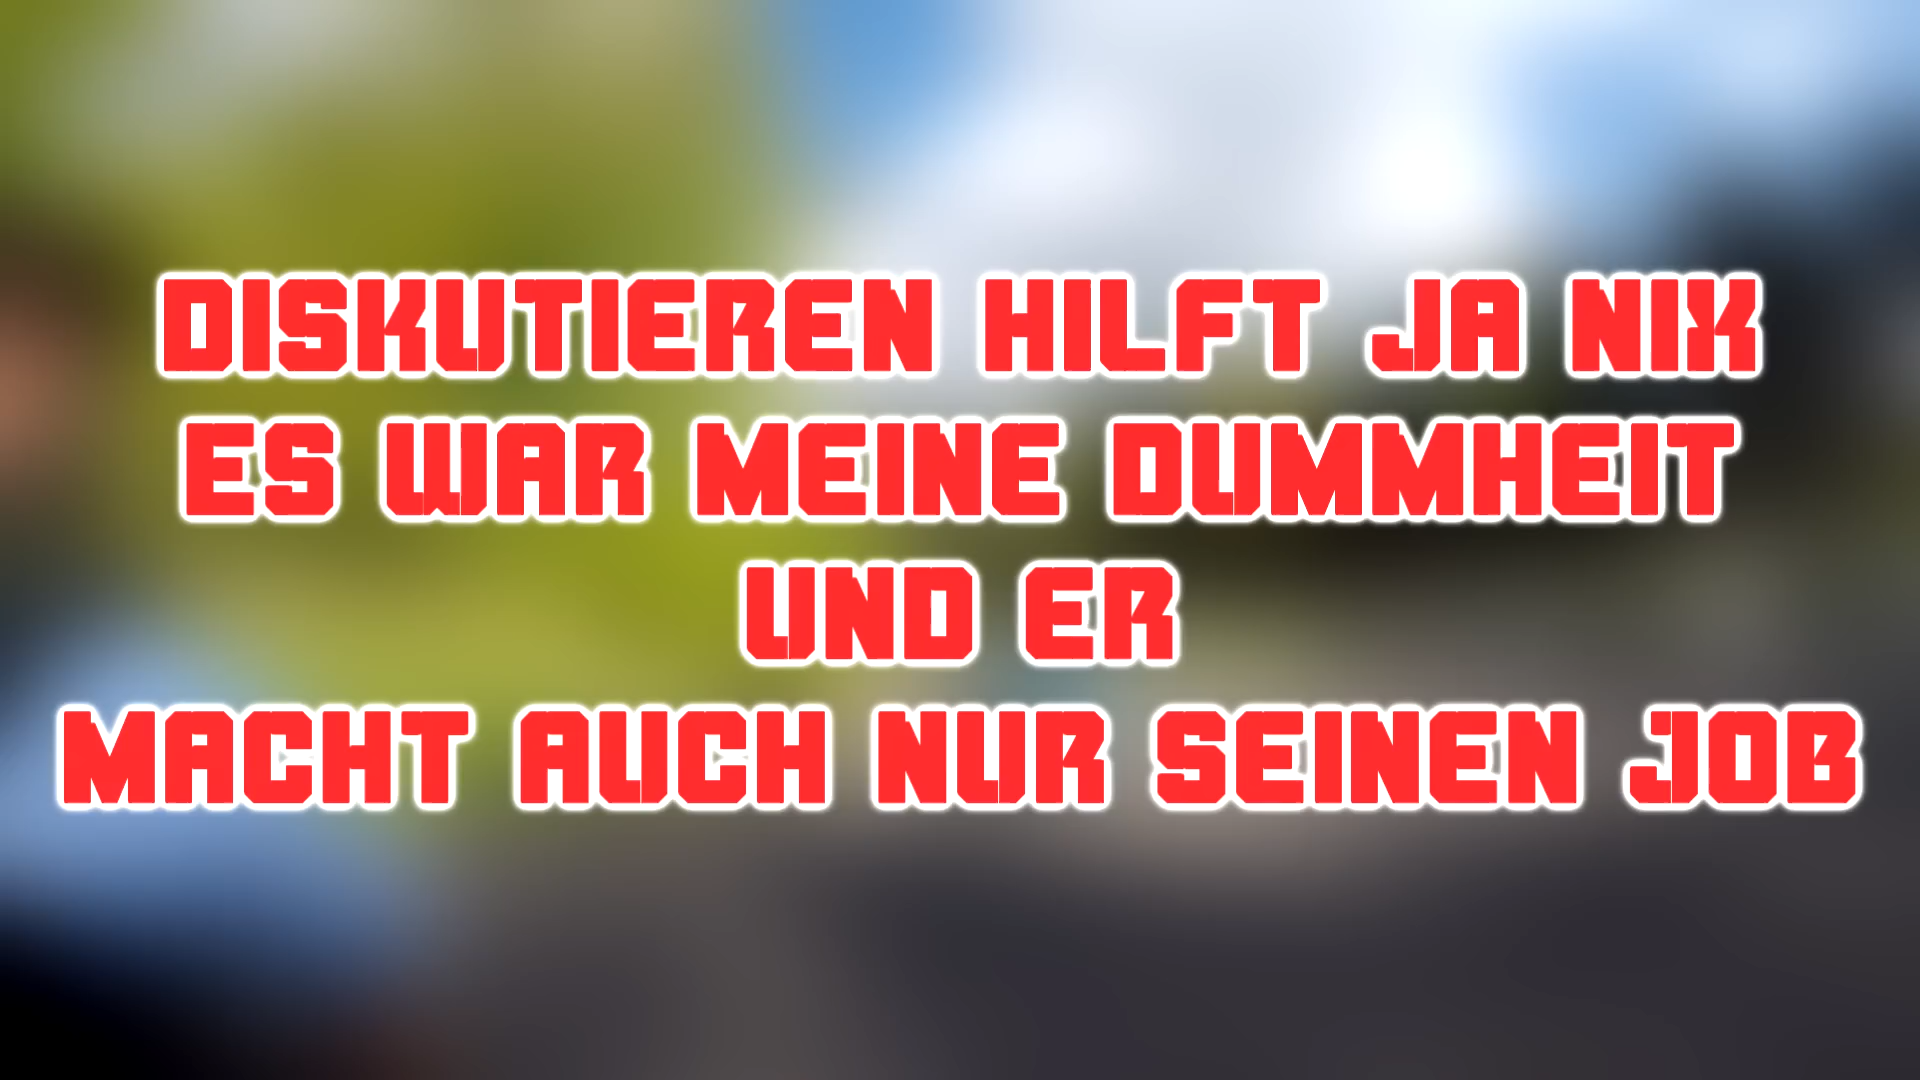 DISKUTIEREN HILFT JA NIX
ES WAR MEINE DUMMHEIT
UND ER
MACHT AUCH NUR SEINEN JOB